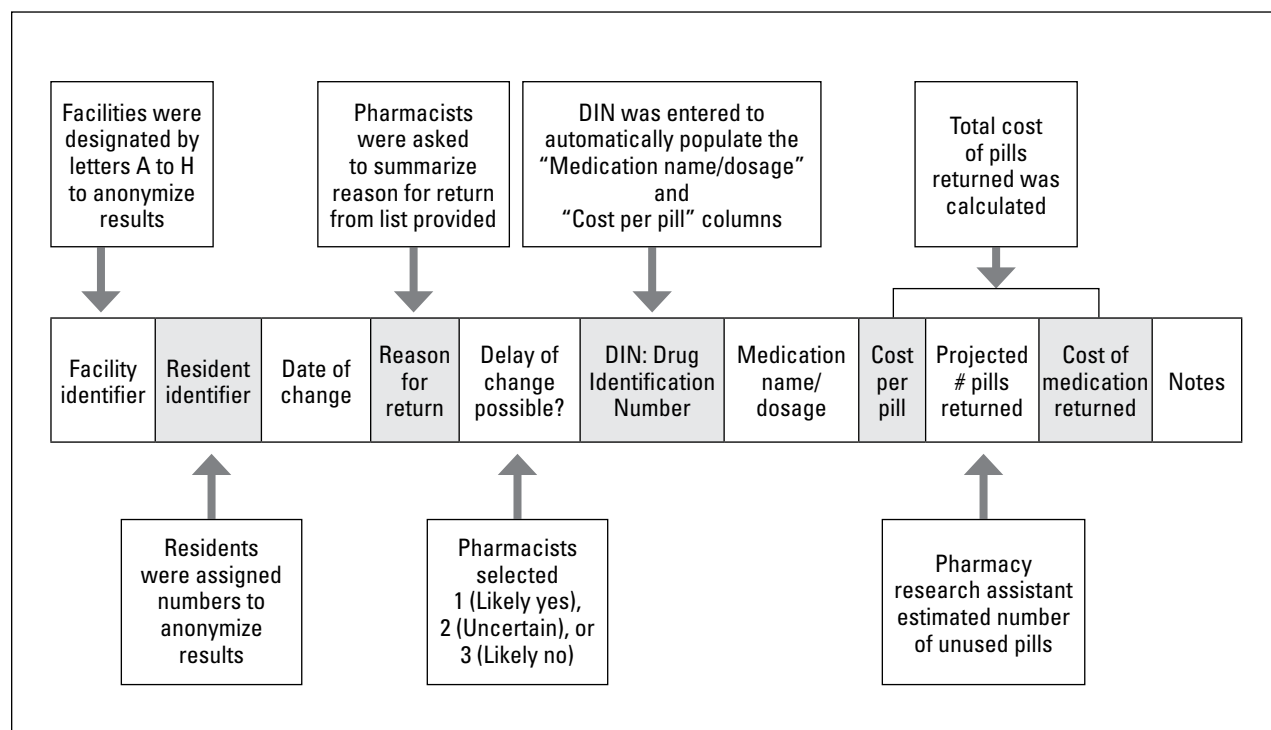 Facilities were
designated by
letters A to H
to anonymize
results
Pharmacists
were asked
to summarize
reason for return
from list provided
DIN was entered to
automatically populate the
“Medication name/dosage”
and
“Cost per pill” columns
Total cost
of pills
returned was
calculated
Facility
identifier
Resident
identifier
Date of
change
Reason
for
return
Delay of
change
possible?
DIN: Drug
Identification
Number
Medication
name/
dosage
Cost
per
pill
Projected
# pills
returned
Cost of
medication
returned
Notes
Residents
were assigned
numbers to
anonymize
results
Pharmacists
selected
1 (Likely yes),
2 (Uncertain), or
3 (Likely no)
Pharmacy
research assistant
estimated number
of unused pills